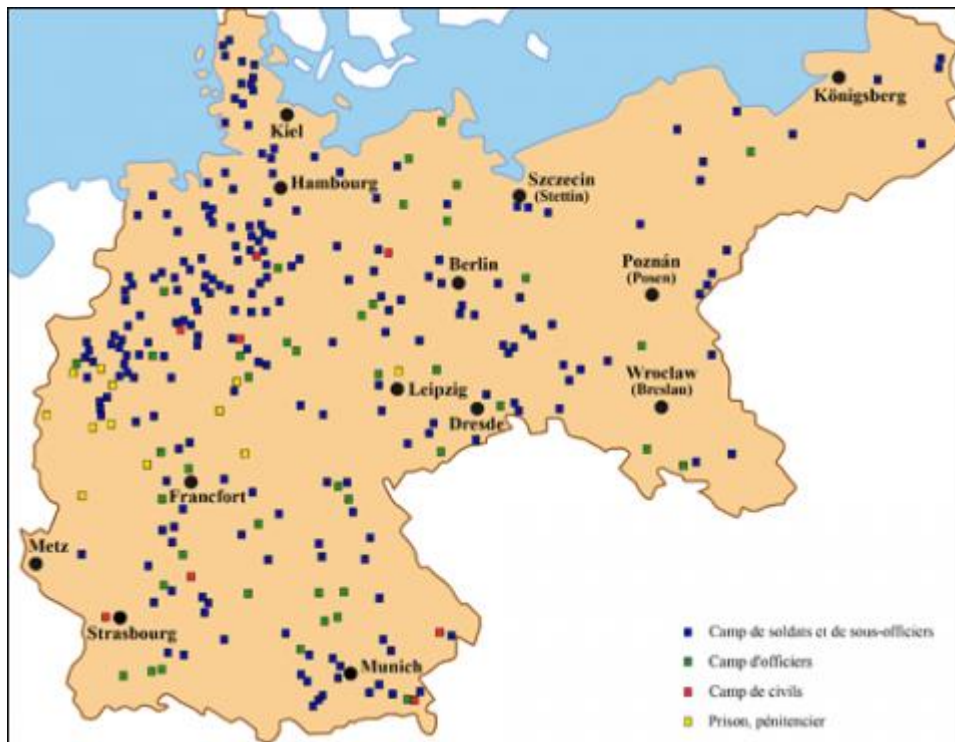 Königsberg
Kiel
Hambourg
Szczecin
(Stettin)
Berlin
Poznán
(Posen)
Leipzig
Wroclaw
(Breslau)
Dresde
Francfort
Metz
Strasbourg
Munich
Camp de soldats et de sous-officiers
Camp d'officiers
Camp de civils
Prison, pénitencier